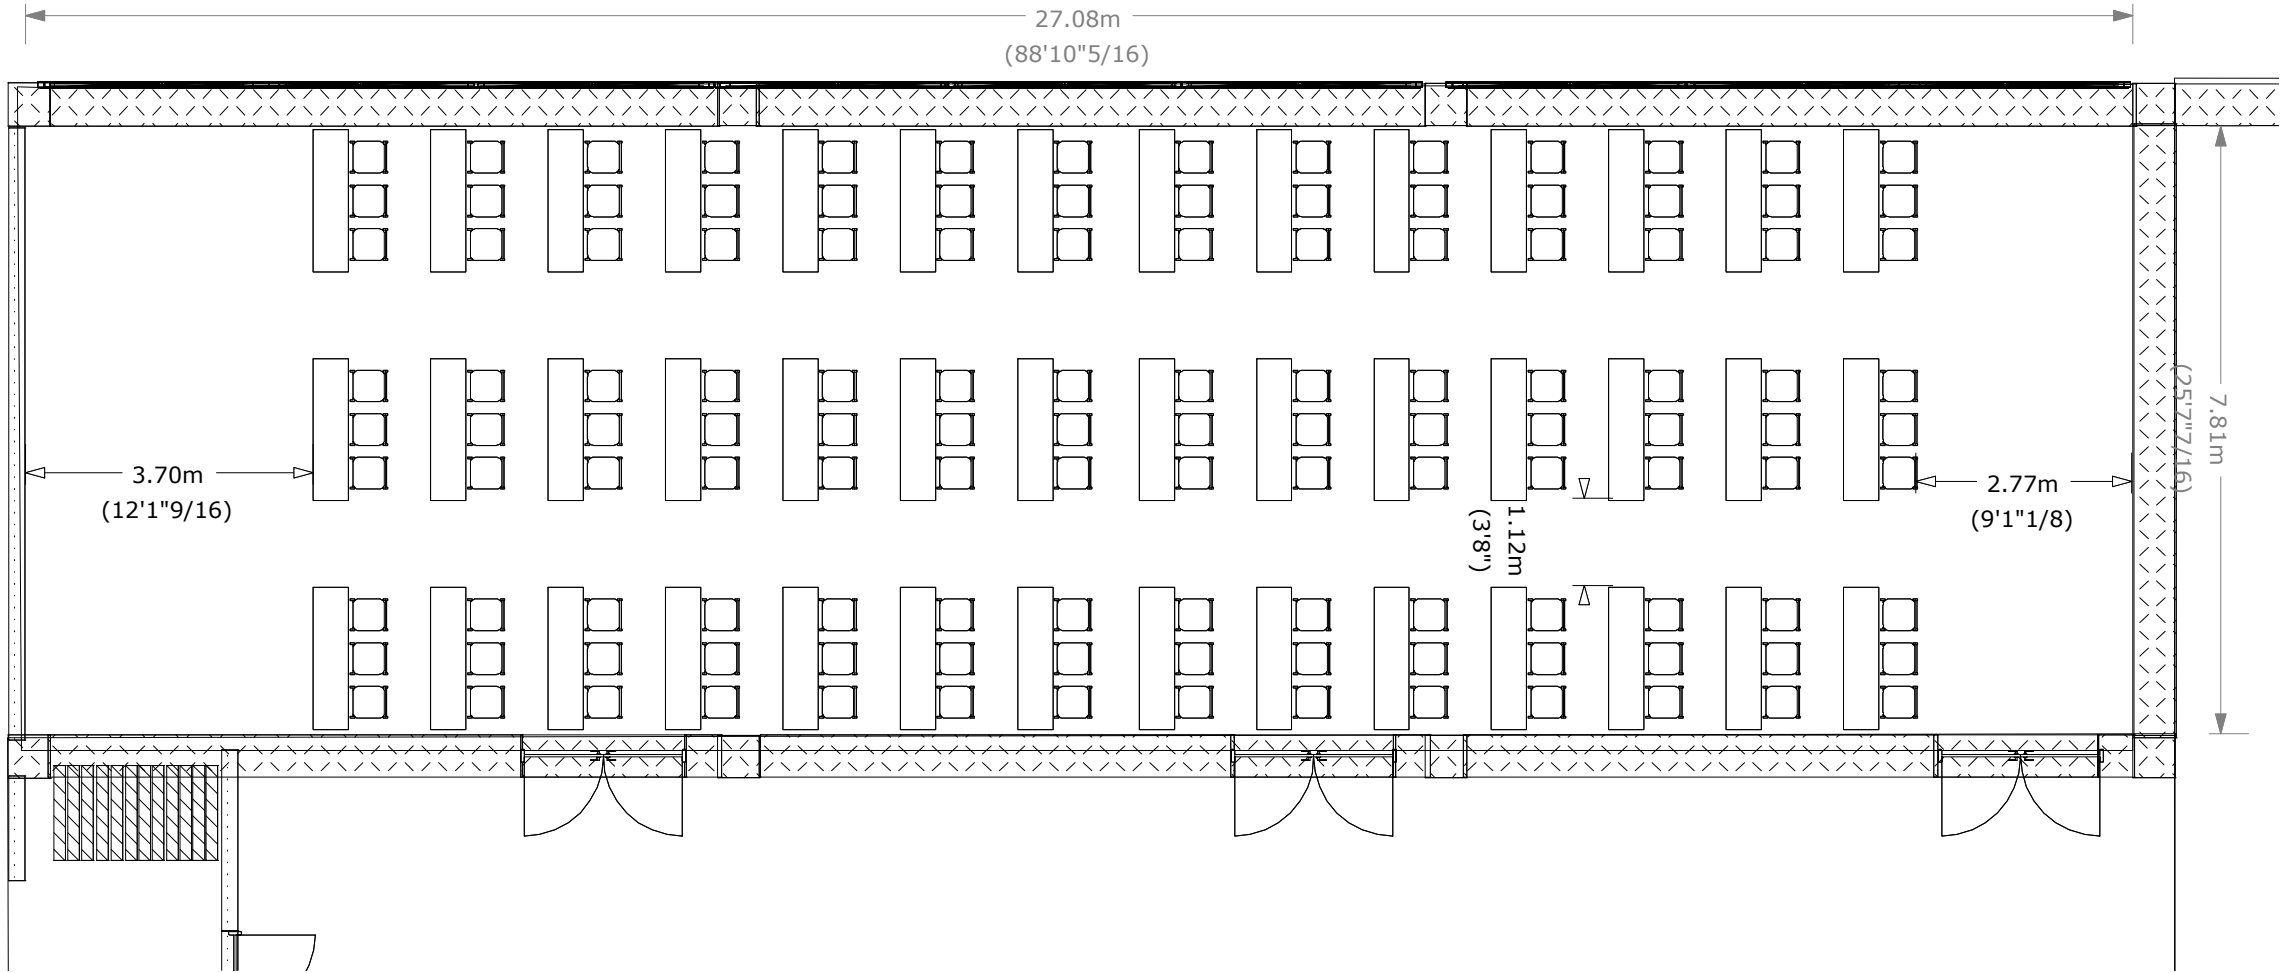 27.08m
(88'10"5/16)
3.70m
(12'1"9/16)
1.12m
(3'8")
2.77m
(9'1"1/8)
7.81m
(25'7"7/16)